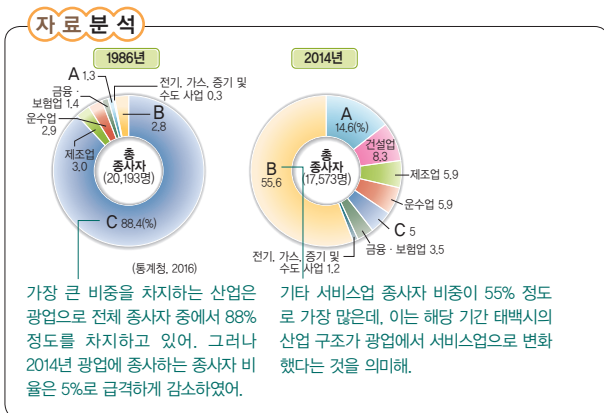 자료분석
1986년
A 1.3
금융·
보험업 1.4
운수업
2.9
제조업
3.0
전기, 가스, 증기 및
수도 사업 0.3
B
2.8
총
종사자
(20,193명)
C 88.4(%)
(통계청, 2016)
2014년
A
14.6(%)
건설업
8.3
제조업 5.9
운수업 5.9
C 5
금융·보험업 3.5
전기, 가스, 증기 및
수도 사업 1.2
B
55.6
총
종사자
(17,573명)
가장 큰 비중을 차지하는 산업은
광업으로 전체 종사자 중에서 88%
정도를 차지하고 있어. 그러나
2014년 광업에 종사하는 종사자 비
율은 5%로 급격하게 감소하였어.
기타 서비스업 종사자 비중이 55% 정도
로 가장 많은데, 이는 해당 기간 태백시의
산업 구조가 광업에서 서비스업으로 변화
했다는 것을 의미해.